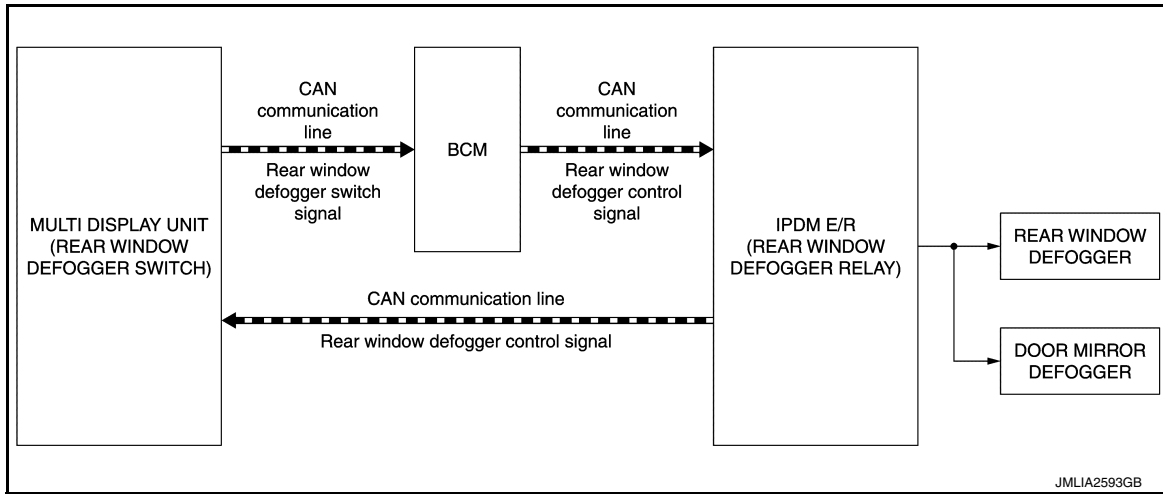 MULTI DISPLAY UNIT
(REAR WINDOW
DEFOGGER SWITCH)
CAN
communication
line
Rear window
defogger switch
signal
BCM
CAN
communication
line
Rear window
defogger control
signal
IPDM E/R
(REAR WINDOW
DEFOGGER RELAY)
CAN communication line
Rear window defogger control signal
REAR WINDOW
DEFOGGER
DOOR MIRROR
DEFOGGER
JMLIA2593GB